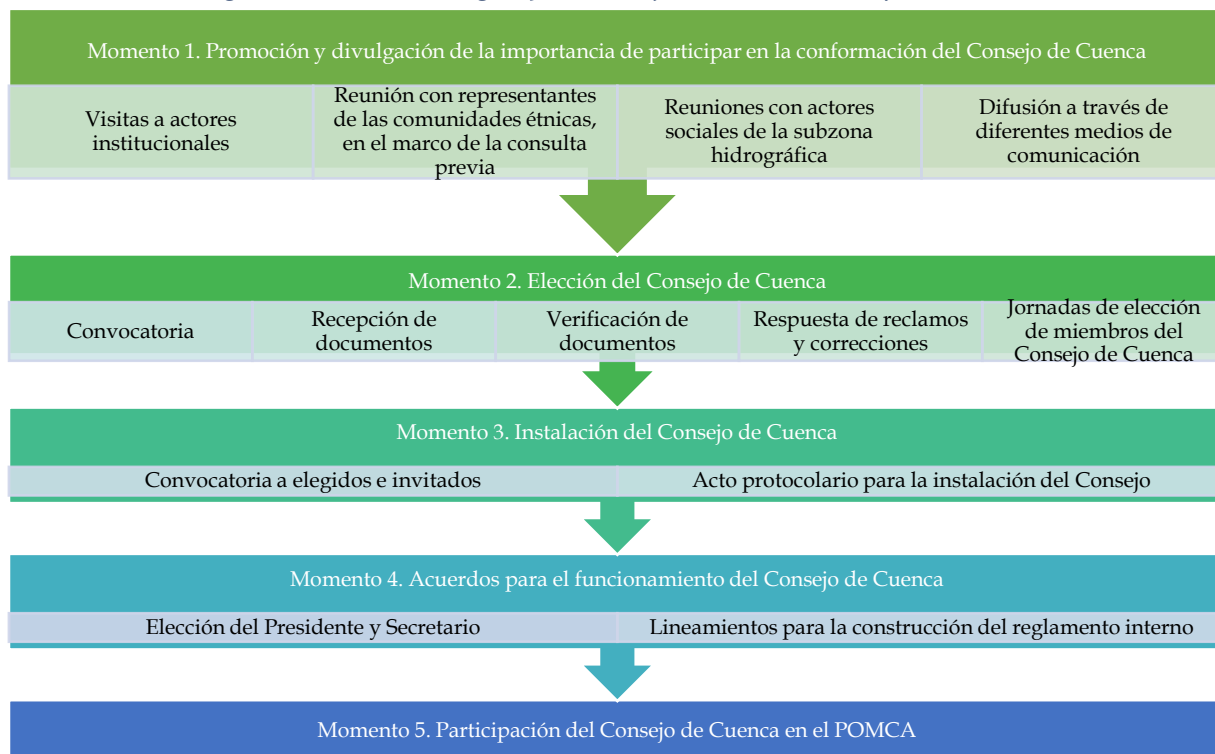 Momento 1. Promoción y divulgación de la importancia de participar en la conformación del Consejo de Cuenca
Visitas a actores
institucionales
Reunión con representantes
de las comunidades étnicas,
en el marco de la consulta
previa
Reuniones con actores
sociales de la subzona
hidrográfica
Difusión a través de
diferentes medios de
comunicación
Momento 2. Elección del Consejo de Cuenca
Convocatoria
Recepción de
documentos
Verificación de
documentos
Respuesta de reclamos
y correcciones
Jornadas de elección
de miembros del
Consejo de Cuenca
Momento 3. Instalación del Consejo de Cuenca
Convocatoria a elegidos e invitados
Acto protocolario para la instalación del Consejo
Momento 4. Acuerdos para el funcionamiento del Consejo de Cuenca
Elección del Presidente y Secretario
Lineamientos para la construcción del reglamento interno
Momento 5. Participación del Consejo de Cuenca en el POMCA